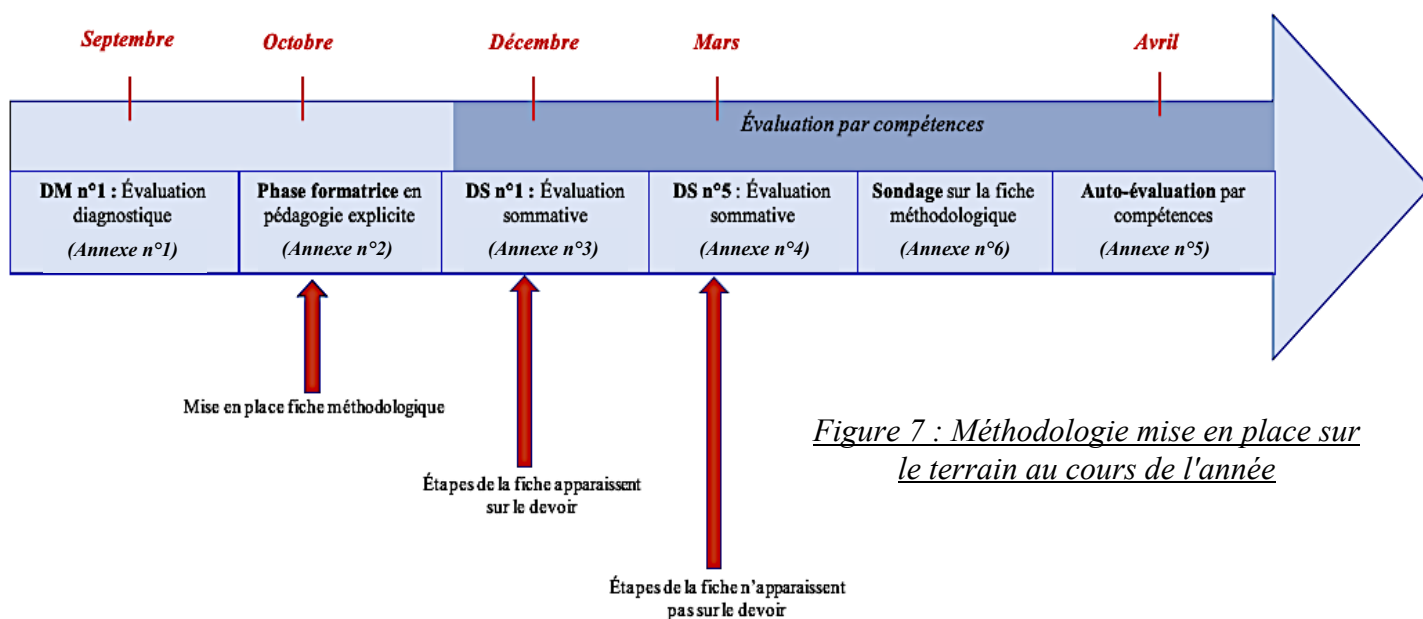 Septembre
Octobre
Décembre
Mars
Avril
Évaluation par compétences
DM n°1 : Évaluation
diagnostique
(Annexe n°1)
Phase formatrice en
pédagogie explicite
(Annexe n°2)
DS n°1 : Évaluation
sommative
(Annexe n°3)
DS n°5 : Évaluation
sommative
(Annexe n°4)
Sondage sur la fiche
méthodologique
(Annexe n°6)
Auto-évaluation par
compétences
(Annexe n°5)
Mise en place fiche méthodologique
Étapes de la fiche apparaissent
sur le devoir
Étapes de la fiche n’apparaissent
pas sur le devoir
Figure 7 : Méthodologie mise en place sur
le terrain au cours de l'année